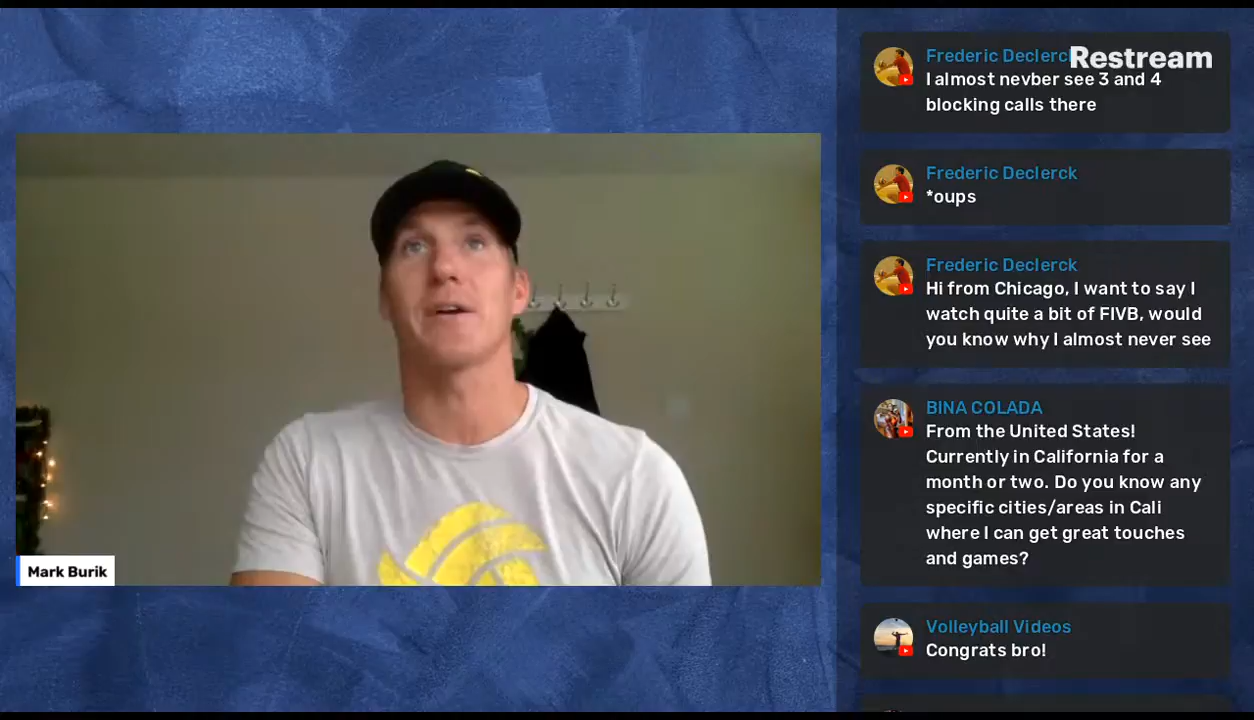 Mark Burik
Restream
Frederic Declerc
I almost nevber see 3 and 4
blocking calls there
Frederic Declerck
*oups
Frederic Declerck
Hi from Chicago, I want to say I
watch quite a bit of FIVB, would
you know why I almost never see
BINA COLADA
From the United States!
Currently in California for a
month or two. Do you know any
specific cities/areas in Cali
where I can get great touches
and games?
Volleyball Videos
Congrats bro!